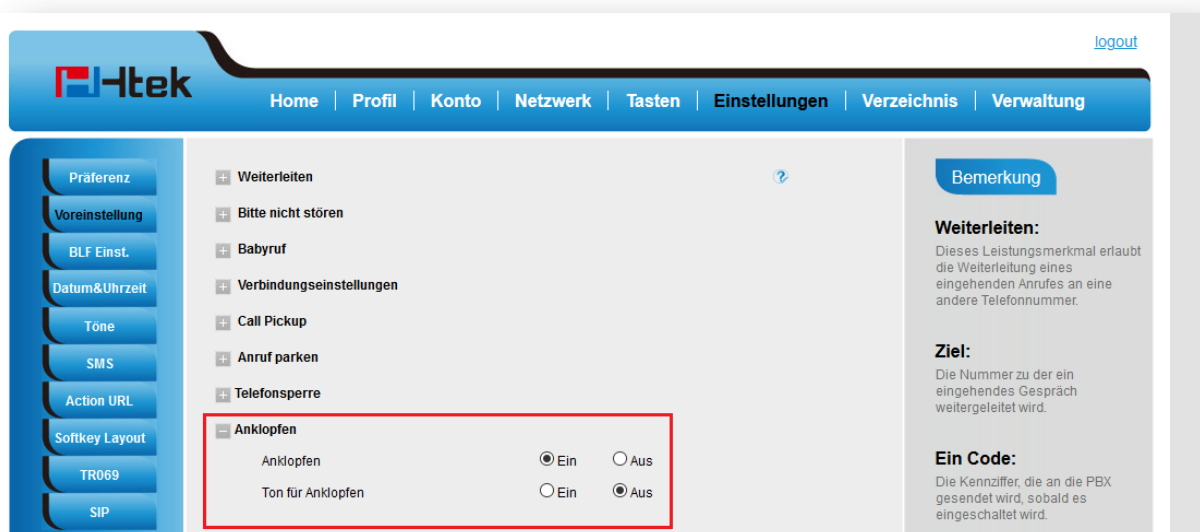 logout
Htek
Home | Profil | Konto | Netzwerk | Tasten | Einstellungen | Verzeichnis | Verwaltung
Präferenz
Voreinstellung
BLF Einst.
Datum&Uhrzeit
Töne
SMS
Action URL
Softkey Layout
TR069
SIP
Weiterleiten
Bitte nicht stören
Babyruf
Verbindungseinstellungen
Call Pickup
Anruf parken
Telefonsperre
Anklopfen
Anklopfen Ein Aus
Ton für Anklopfen Ein Aus
Bemerkung
Weiterleiten:
Dieses Leistungsmerkmal erlaubt
die Weiterleitung eines
eingehenden Anrufes an eine
andere Telefonnummer.
Ziel:
Die Nummer zu der ein
eingehendes Gespräch
weitergeleitet wird.
Ein Code:
Die Kennziffer, die an die PBX
gesendet wird, sobald es
eingeschaltet wird.